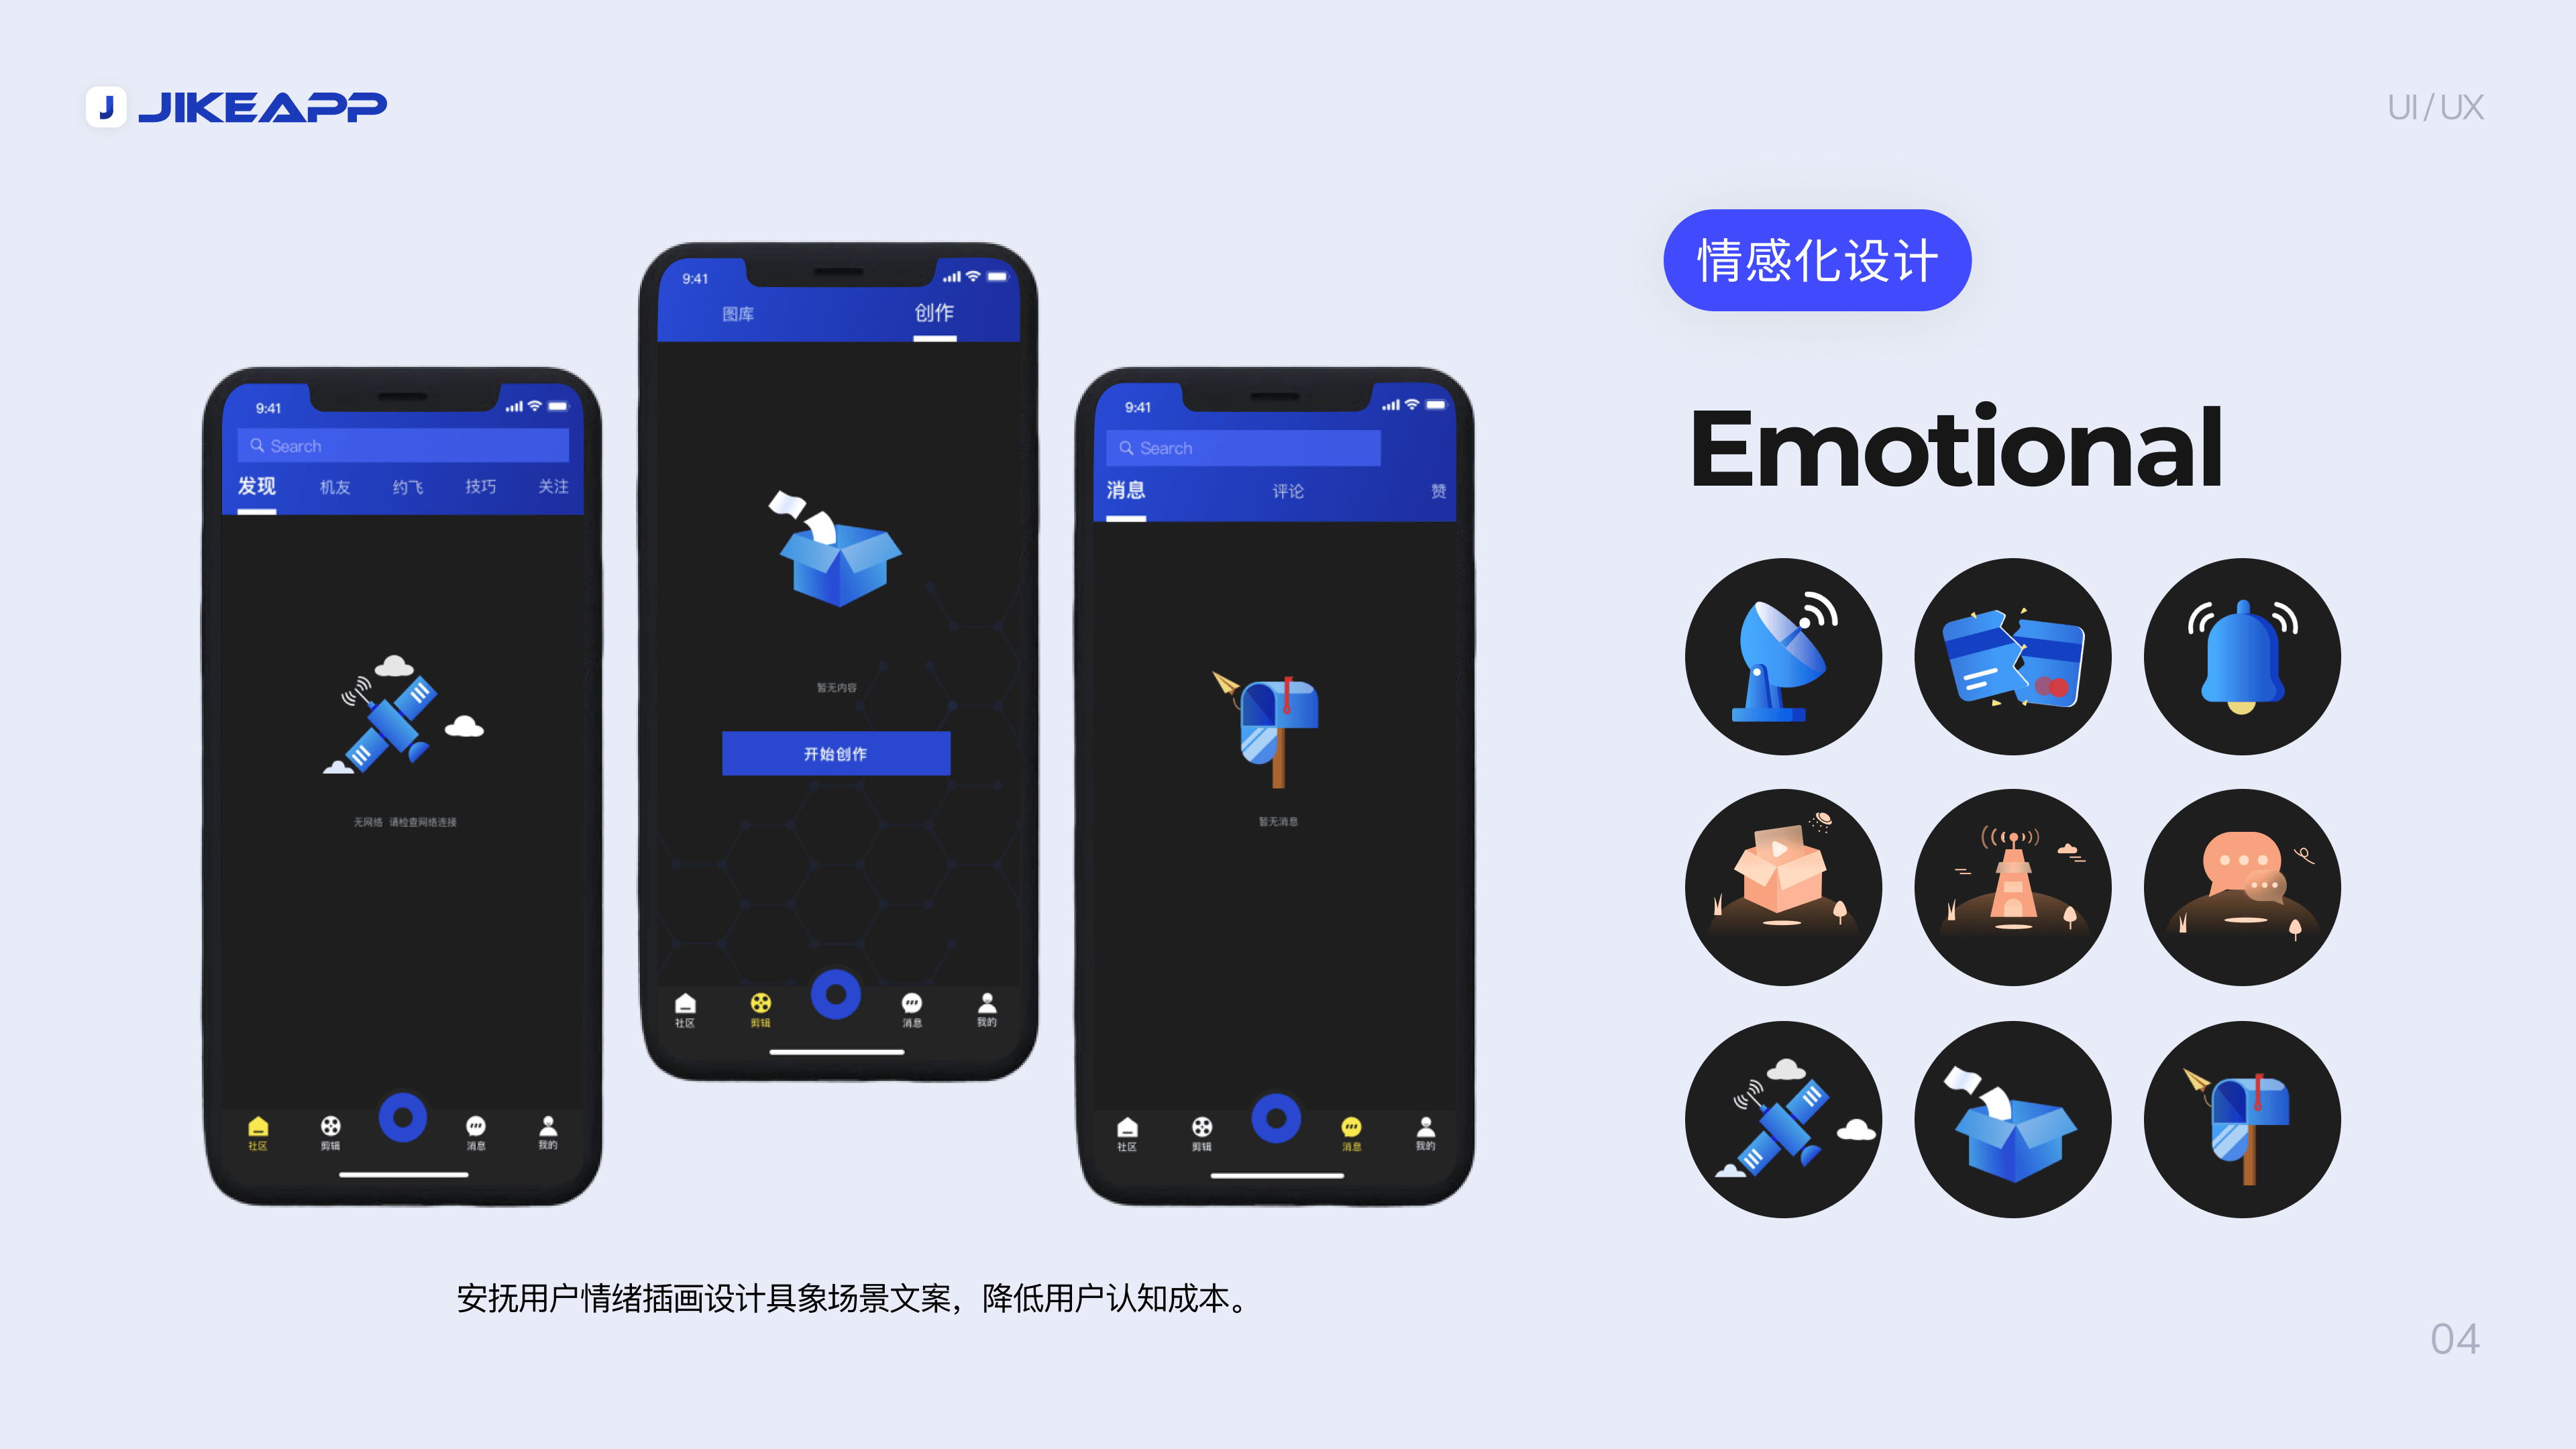 J JIKEAPP
UI / UX
情感化设计
Emotional
9:41
Search
发现 机友 约飞 技巧 关注
无网络 请检查网络连接
社区 剪辑 消息 我的
9:41
图库 创作
暂无内容
开始创作
社区 剪辑 消息 我的
9:41
Search
消息 评论 赞
暂无消息
社区 剪辑 消息 我的
安抚用户情绪插画设计具象场景文案，降低用户认知成本。
04